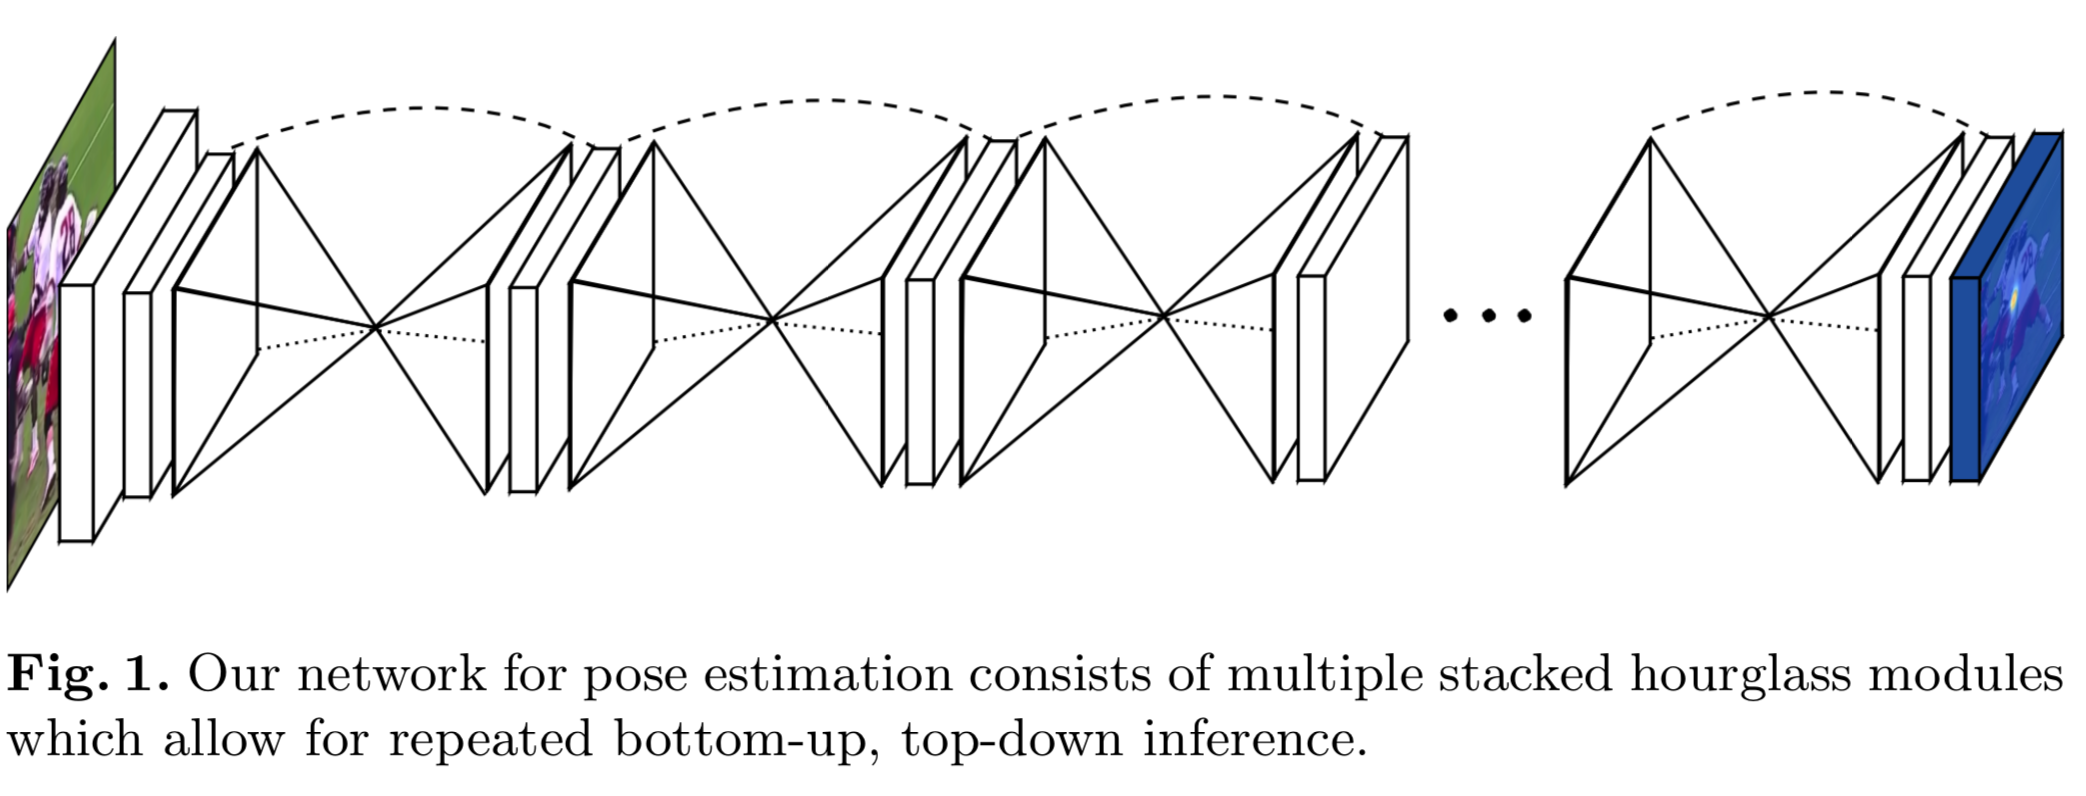 Fig. 1. Our network for pose estimation consists of multiple stacked hourglass modules
which allow for repeated bottom-up, top-down inference.